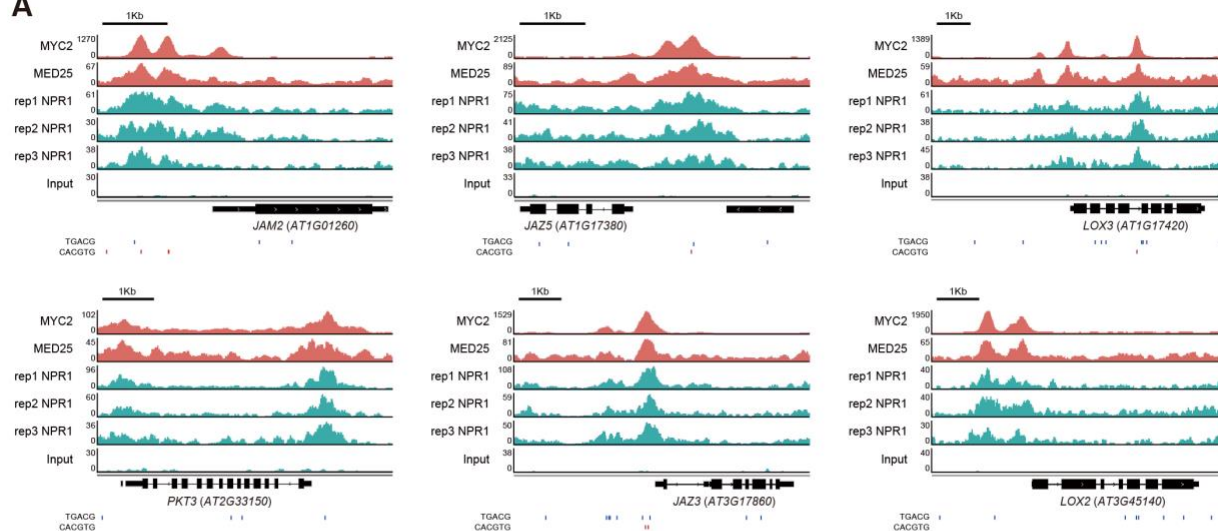 A
1Kb
MYC2 1270 0
MED25 67 0
rep1 NPR1 61 0
rep2 NPR1 30 0
rep3 NPR1 38 0
Input 30 0
JAM2 (AT1G01260)
TGACG
CACGTG
1Kb
MYC2 2125 0
MED25 89 0
rep1 NPR1 75 0
rep2 NPR1 41 0
rep3 NPR1 38 0
Input 33 0
JAZ5 (AT1G17380)
TGACG
CACGTG
1Kb
MYC2 1389 0
MED25 59 0
rep1 NPR1 61 0
rep2 NPR1 38 0
rep3 NPR1 45 0
Input 38 0
LOX3 (AT1G17420)
TGACG
CACGTG
1Kb
MYC2 102 0
MED25 45 0
rep1 NPR1 96 0
rep2 NPR1 60 0
rep3 NPR1 36 0
Input 30 0
PKT3 (AT2G33150)
TGACG
CACGTG
1Kb
MYC2 1529 0
MED25 81 0
rep1 NPR1 108 0
rep2 NPR1 59 0
rep3 NPR1 50 0
Input 38 0
JAZ3 (AT3G17860)
TGACG
CACGTG
1Kb
MYC2 1950 0
MED25 65 0
rep1 NPR1 40 0
rep2 NPR1 40 0
rep3 NPR1 30 0
Input 40 0
LOX2 (AT3G45140)
TGACG
CACGTG